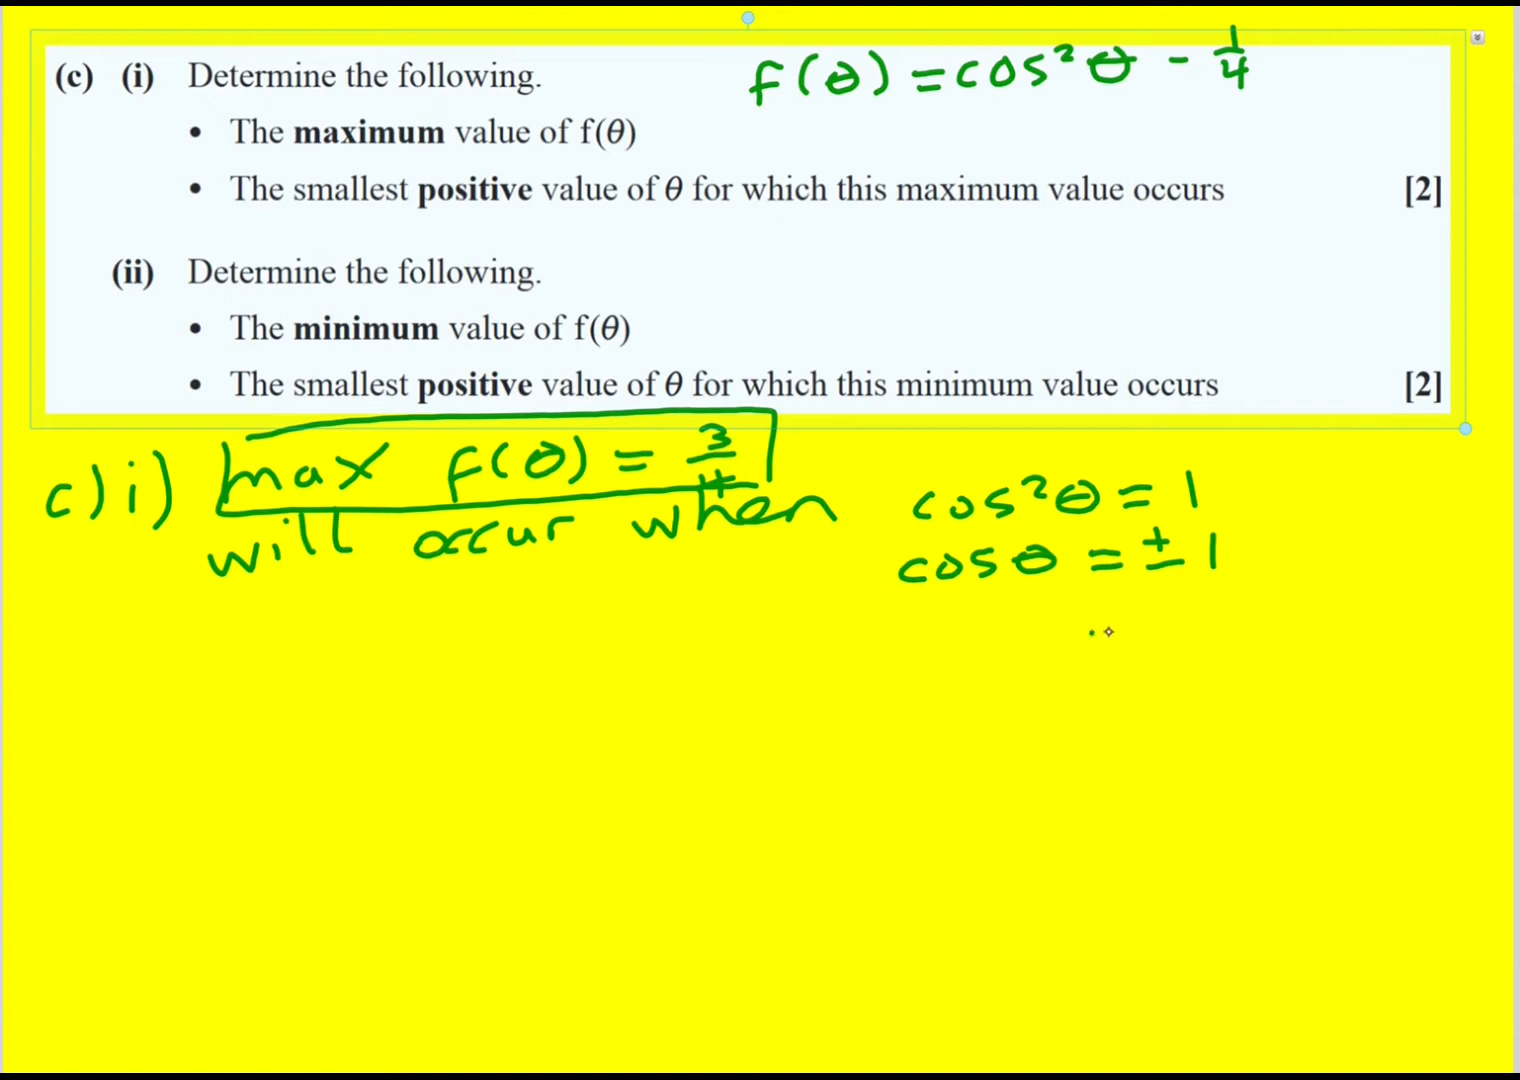 (c) (i) Determine the following. f(θ) = cos²θ - 1/4
• The maximum value of f(θ)
• The smallest positive value of θ for which this maximum value occurs [2]
(ii) Determine the following.
• The minimum value of f(θ)
• The smallest positive value of θ for which this minimum value occurs [2]
c) i) max f(θ) = 3/4
will occur when cos²θ = 1
cosθ = ± 1